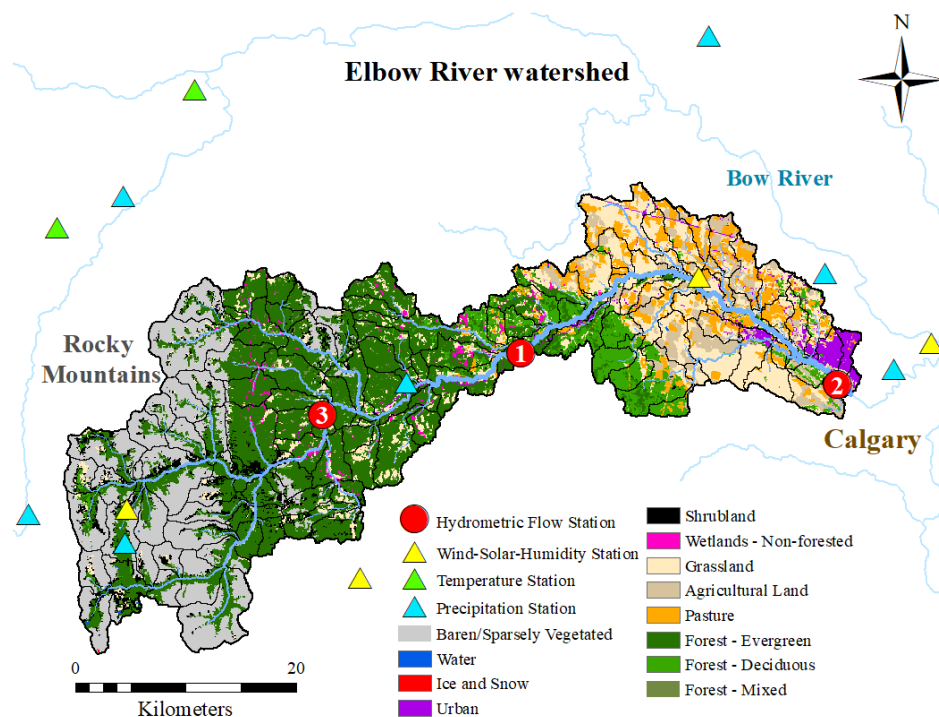 N
Elbow River watershed
Bow River
Rocky
Mountains
1
2
3
Calgary
Hydrometric Flow Station
Wind-Solar-Humidity Station
Temperature Station
Precipitation Station
Baren/Sparsely Vegetated
Water
Ice and Snow
Urban
Shrubland
Wetlands - Non-forested
Grassland
Agricultural Land
Pasture
Forest - Evergreen
Forest - Deciduous
Forest - Mixed
0 20
Kilometers